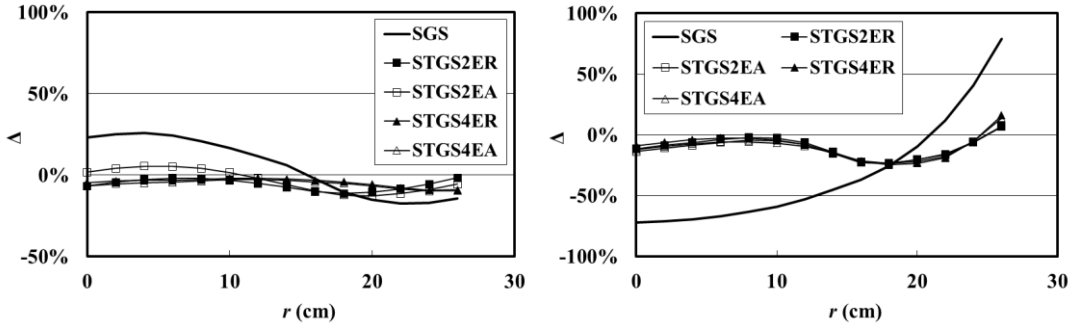 100%
50%
0%
-50%
Δ
0
10
20
30
r (cm)
SGS
STGS2ER
STGS2EA
STGS4ER
STGS4EA
100%
50%
0%
-50%
-100%
Δ
0
10
20
30
r (cm)
SGS
STGS2ER
STGS2EA
STGS4ER
STGS4EA